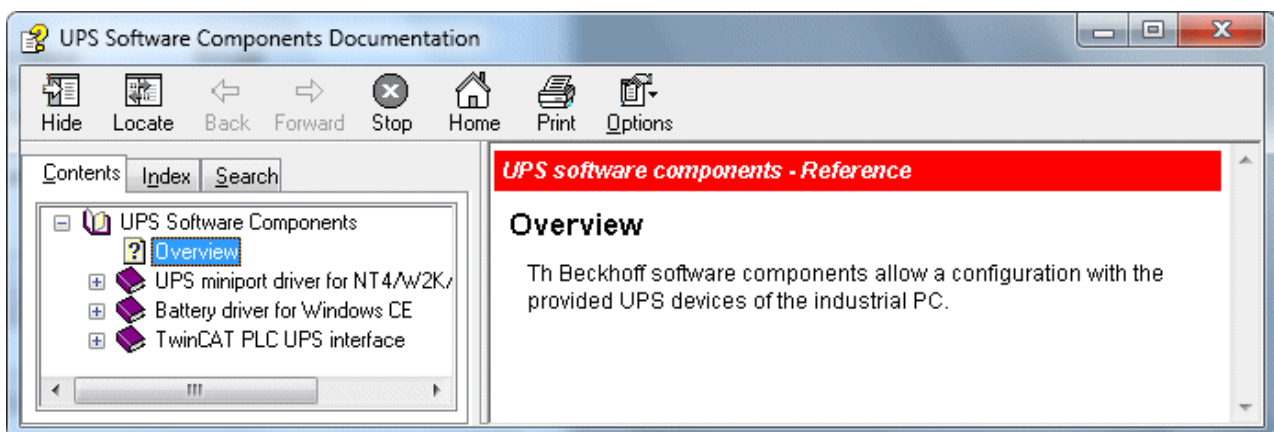 UPS Software Components Documentation
Hide Locate Back Forward Stop Home Print Options
Contents Index Search
UPS Software Components
Overview
UPS miniport driver for NT4/W2K/
Battery driver for Windows CE
TwinCAT PLC UPS interface
UPS software components - Reference
Overview
Th Beckhoff software components allow a configuration with the
provided UPS devices of the industrial PC.